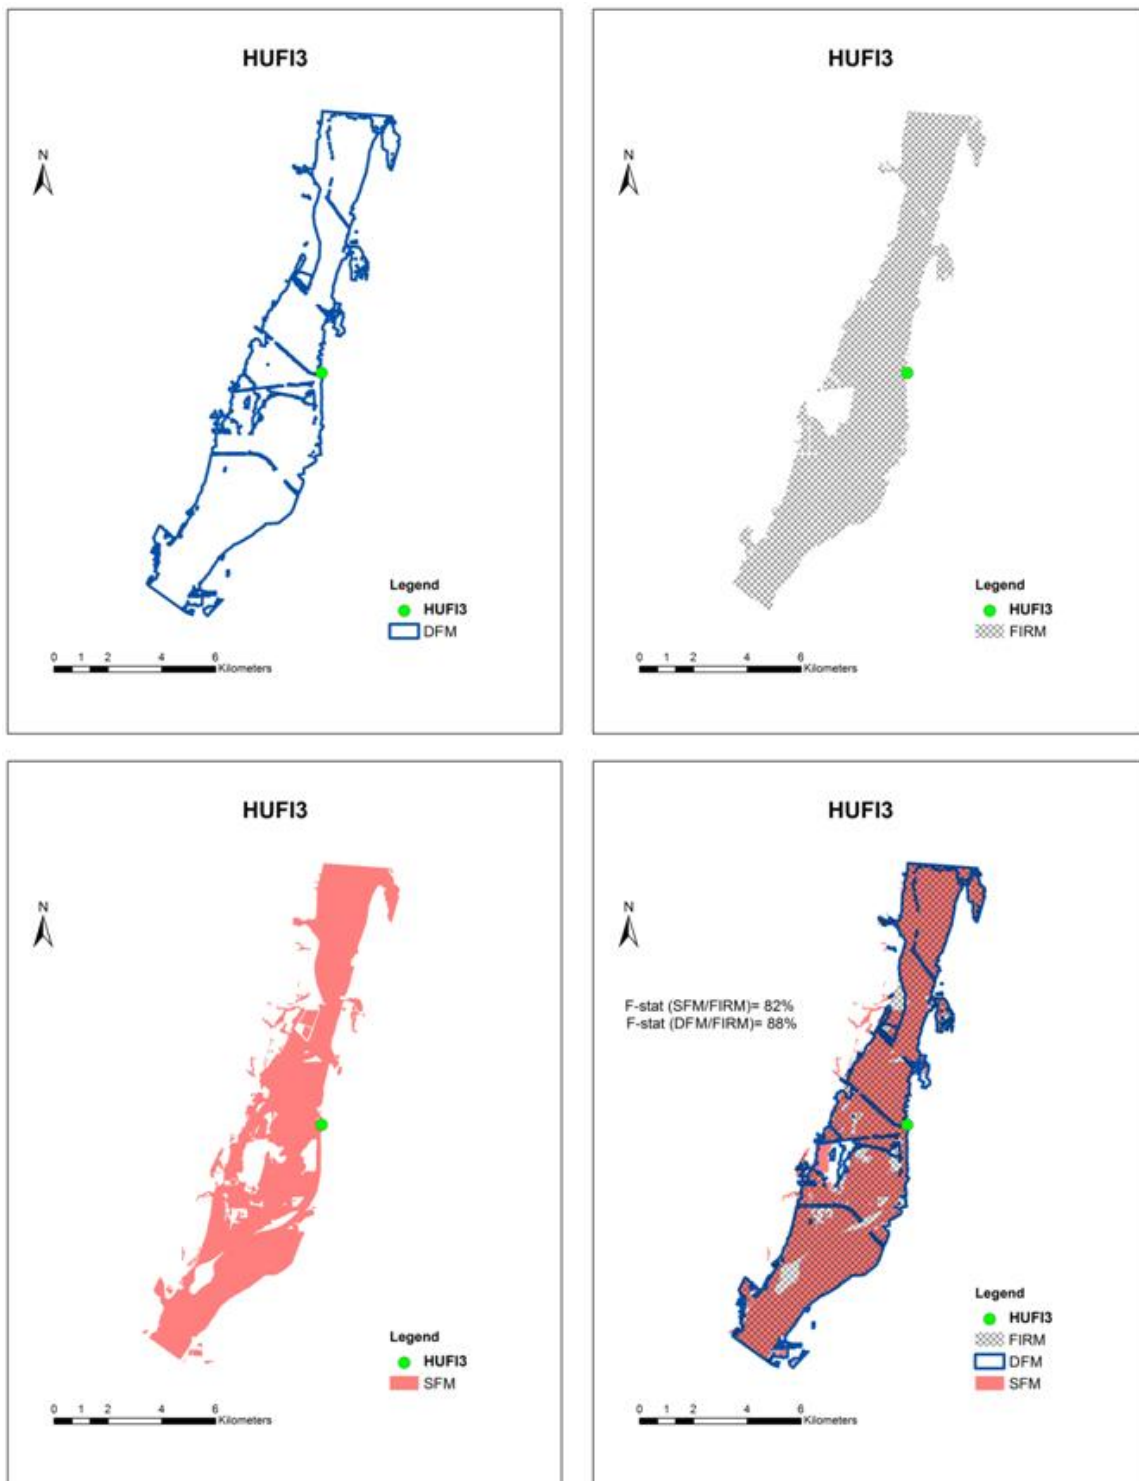 HUFI3
N
Legend
HUFI3
DFM
0 1 2 4 6
Kilometers
HUFI3
N
Legend
HUFI3
FIRM
0 1 2 4 6
Kilometers
HUFI3
N
Legend
HUFI3
SFM
0 1 2 4 6
Kilometers
HUFI3
N
F-stat (SFM/FIRM)= 82%
F-stat (DFM/FIRM)= 88%
Legend
HUFI3
FIRM
DFM
SFM
0 1 2 4 6
Kilometers